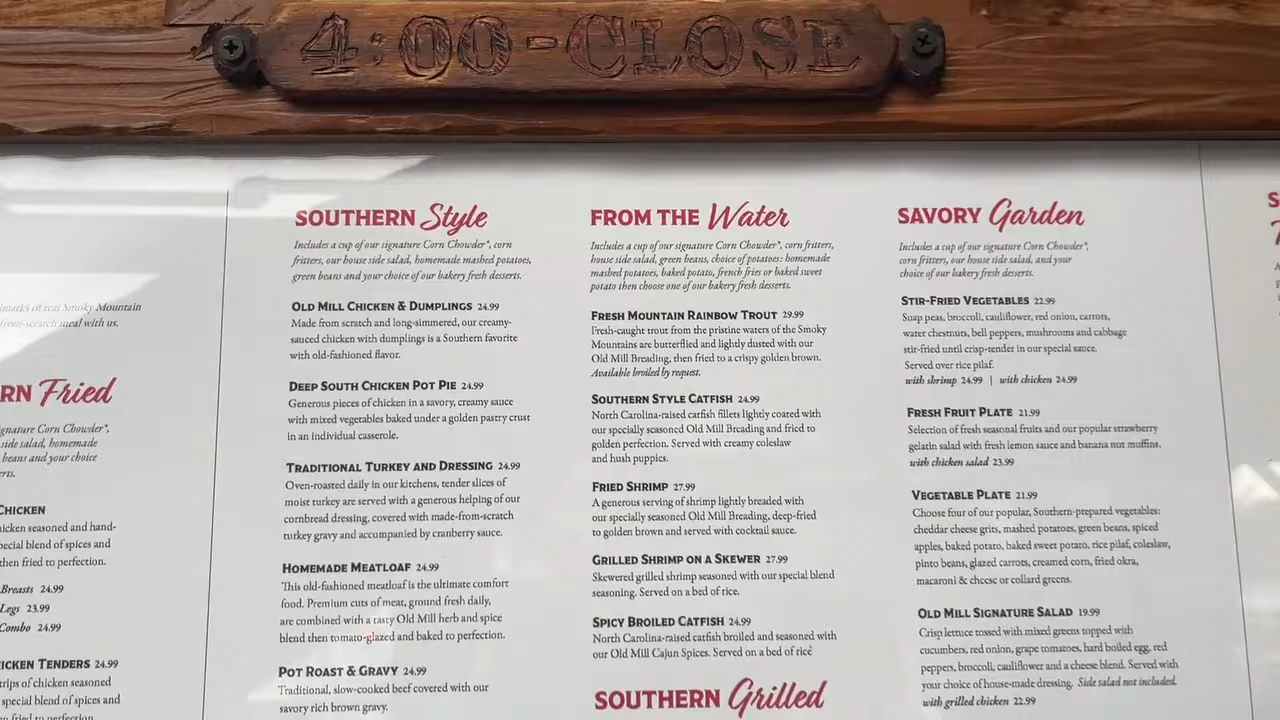 4:00-CLOSE
marks of real Smoky Mountain
from-scratch meal with us.
RN Fried
ignature Corn Chowder*,
side salad, homemade
beans and your choice
erts.
CHICKEN
hicken seasoned and hand-
pecial blend of spices and
then fried to perfection.
Breasts 24.99
Legs 23.99
Combo 24.99
ICKEN TENDERS 24.99
trips of chicken seasoned
special blend of spices and
n fried to perfection
SOUTHERN Style
Includes a cup of our signature Corn Chowder*, corn
fritters, our house side salad, homemade mashed potatoes,
green beans and your choice of our bakery fresh desserts.
OLD MILL CHICKEN & DUMPLINGS 24.99
Made from scratch and long-simmered, our creamy-
sauced chicken with dumplings is a Southern favorite
with old-fashioned flavor.
DEEP SOUTH CHICKEN POT PIE 24.99
Generous pieces of chicken in a savory, creamy sauce
with mixed vegetables baked under a golden pastry crust
in an individual casserole.
TRADITIONAL TURKEY AND DRESSING 24.99
Oven-roasted daily in our kitchens, tender slices of
moist turkey are served with a generous helping of our
cornbread dressing, covered with made-from-scratch
turkey gravy and accompanied by cranberry sauce.
HOMEMADE MEATLOAF 24.99
This old-fashioned meatloaf is the ultimate comfort
food. Premium cuts of meat, ground fresh daily,
are combined with a tasty Old Mill herb and spice
blend then tomato-glazed and baked to perfection.
POT ROAST & GRAVY 24.99
Traditional, slow-cooked beef covered with our
savory rich brown gravy.
FROM THE Water
Includes a cup of our signature Corn Chowder*, corn fritters,
house side salad, green beans, choice of potatoes: homemade
mashed potatoes, baked potato, french fries or baked sweet
potato then choose one of our bakery fresh desserts.
FRESH MOUNTAIN RAINBOW TROUT 29.99
Fresh-caught trout from the pristine waters of the Smoky
Mountains are butterflied and lightly dusted with our
Old Mill Breading, then fried to a crispy golden brown.
Available broiled by request.
SOUTHERN STYLE CATFISH 24.99
North Carolina-raised catfish fillets lightly coated with
our specially seasoned Old Mill Breading and fried to
golden perfection. Served with creamy coleslaw
and hush puppies.
FRIED SHRIMP 27.99
A generous serving of shrimp lightly breaded with
our specially seasoned Old Mill Breading, deep-fried
to golden brown and served with cocktail sauce.
GRILLED SHRIMP ON A SKEWER 27.99
Skewered grilled shrimp seasoned with our special blend
seasoning. Served on a bed of rice.
SPICY BROILED CATFISH 24.99
North Carolina-raised catfish broiled and seasoned with
our Old Mill Cajun Spices. Served on a bed of rice
SOUTHERN Grilled
SAVORY Garden
Includes a cup of our signature Corn Chowder*,
corn fritters, our house side salad, and your
choice of our bakery fresh desserts.
STIR-FRIED VEGETABLES 22.99
Snap peas, broccoli, cauliflower, red onion, carrots,
water chestnuts, bell peppers, mushrooms and cabbage
stir-fried until crisp-tender in our special sauce.
Served over rice pilaf.
with shrimp 24.99 | with chicken 24.99
FRESH FRUIT PLATE 21.99
Selection of fresh seasonal fruits and our popular strawberry
gelatin salad with fresh lemon sauce and banana nut muffins.
with chicken salad 23.99
VEGETABLE PLATE 21.99
Choose four of our popular, Southern-prepared vegetables:
cheddar cheese grits, mashed potatoes, green beans, spiced
apples, baked potato, baked sweet potato, rice pilaf, coleslaw,
pinto beans, glazed carrots, creamed corn, fried okra,
macaroni & cheese or collard greens.
OLD MILL SIGNATURE SALAD 19.99
Crisp lettuce tossed with mixed greens topped with
cucumbers, red onion, grape tomatoes, hard boiled egg, red
peppers, broccoli, cauliflower and a cheese blend. Served with
your choice of house-made dressing. Side salad not included.
with grilled chicken 22.99